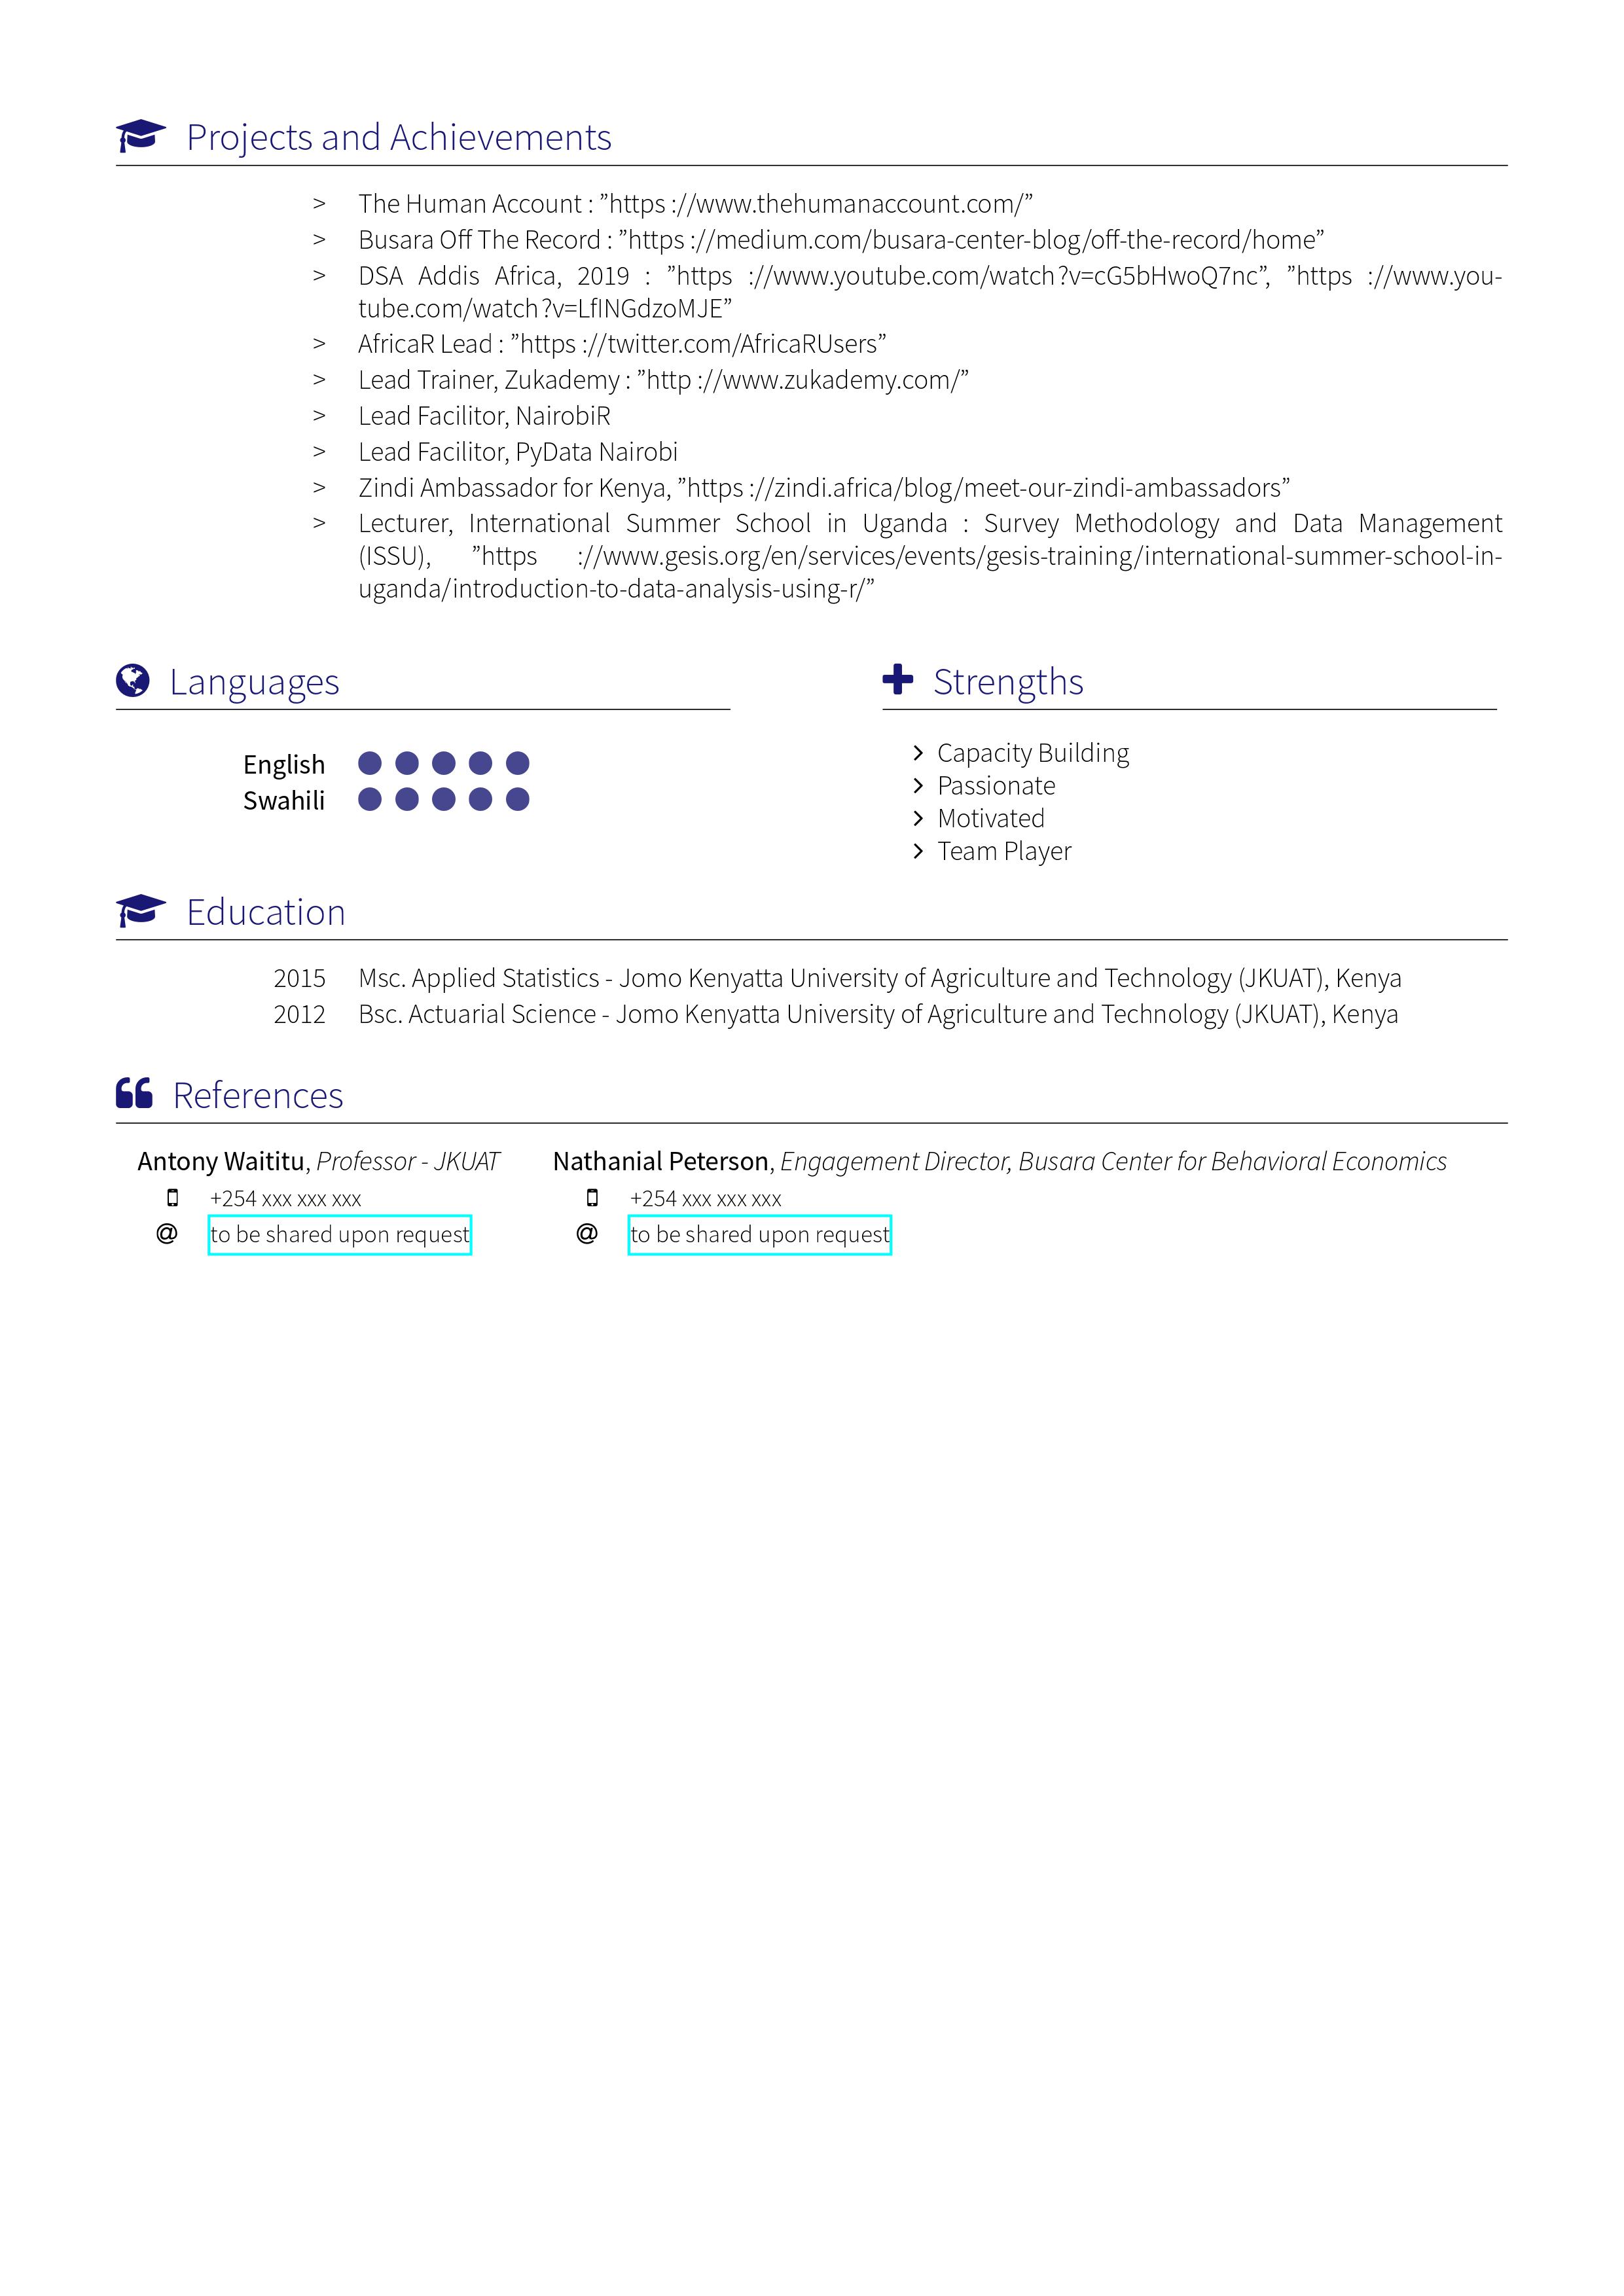 Projects and Achievements
> The Human Account : ”https ://www.thehumanaccount.com/”
> Busara Off The Record : ”https ://medium.com/busara-center-blog/off-the-record/home”
> DSA Addis Africa, 2019 : ”https ://www.youtube.com/watch?v=cG5bHwoQ7nc”, ”https ://www.you-
tube.com/watch?v=LfINGdzoMJE”
> AfricaR Lead : ”https ://twitter.com/AfricaRUsers”
> Lead Trainer, Zukademy : ”http ://www.zukademy.com/”
> Lead Facilitor, NairobiR
> Lead Facilitor, PyData Nairobi
> Zindi Ambassador for Kenya, ”https ://zindi.africa/blog/meet-our-zindi-ambassadors”
> Lecturer, International Summer School in Uganda : Survey Methodology and Data Management
(ISSU), ”https ://www.gesis.org/en/services/events/gesis-training/international-summer-school-in-
uganda/introduction-to-data-analysis-using-r/”
Languages
English
Swahili
Strengths
Capacity Building
Passionate
Motivated
Team Player
Education
2015 Msc. Applied Statistics - Jomo Kenyatta University of Agriculture and Technology (JKUAT), Kenya
2012 Bsc. Actuarial Science - Jomo Kenyatta University of Agriculture and Technology (JKUAT), Kenya
References
Antony Waititu, Professor - JKUAT
+254 xxx xxx xxx
@ to be shared upon request
Nathanial Peterson, Engagement Director, Busara Center for Behavioral Economics
+254 xxx xxx xxx
@ to be shared upon request